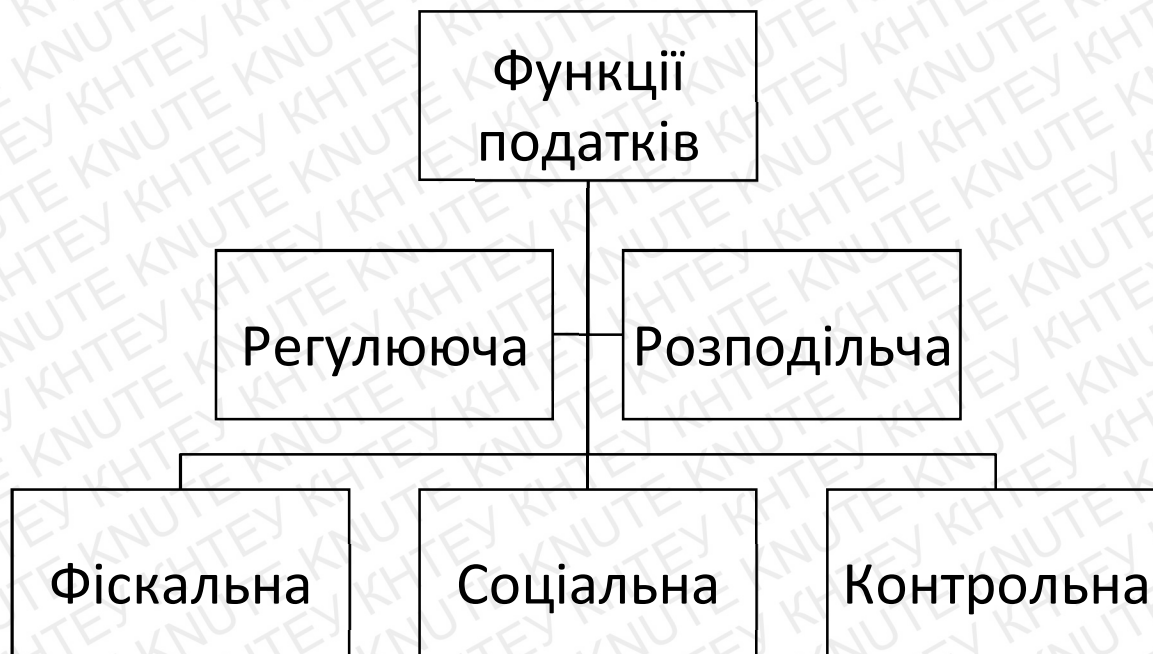 Функції
податків
Регулююча
Розподільча
Фіскальна
Соціальна
Контрольна